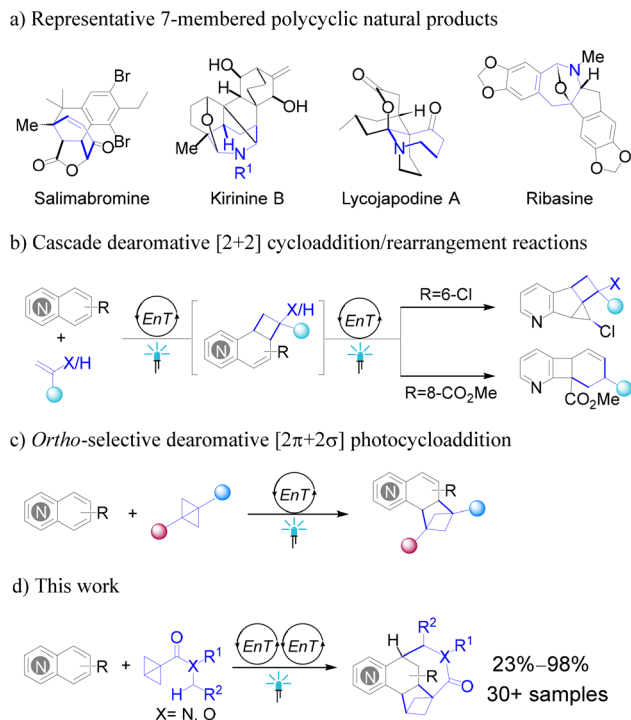 a) Representative 7-membered polycyclic natural products
Br
Me
O
O
O
Br
Salimabromine
HO
H
OH
O
Me
H
H
N
R¹
Kirinine B
O
O
H
O
N
Lycojapodine A
O
O
N
Me
H
O
O
O
Ribasine
b) Cascade dearomative [2+2] cycloaddition/rearrangement reactions
N
R
+
X/H
EnT
N
X/H
R
EnT
R=6-Cl
N
X
Cl
R=8-CO₂Me
N
CO₂Me
c) Ortho-selective dearomative [2π+2σ] photocycloaddition
N
R
+
EnT
N
R
d) This work
N
R
+
O
X
R¹
H
R²
X= N, O
EnT
EnT
N
H
R²
R¹
X
R
O
23%–98%
30+ samples